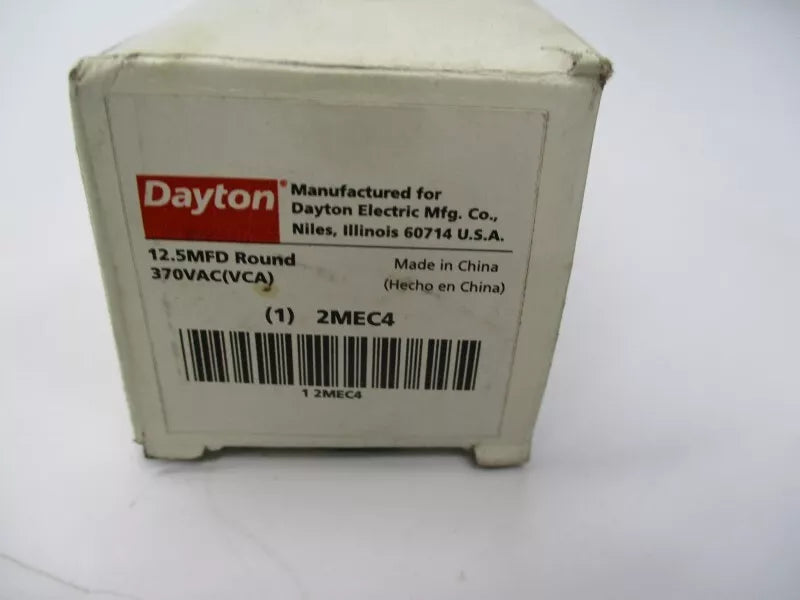 Dayton®
Manufactured for
Dayton Electric Mfg. Co.,
Niles, Illinois 60714 U.S.A.
12.5MFD Round
370VAC(VCA)
Made in China
(Hecho en China)
(1) 2MEC4
1 2MEC4